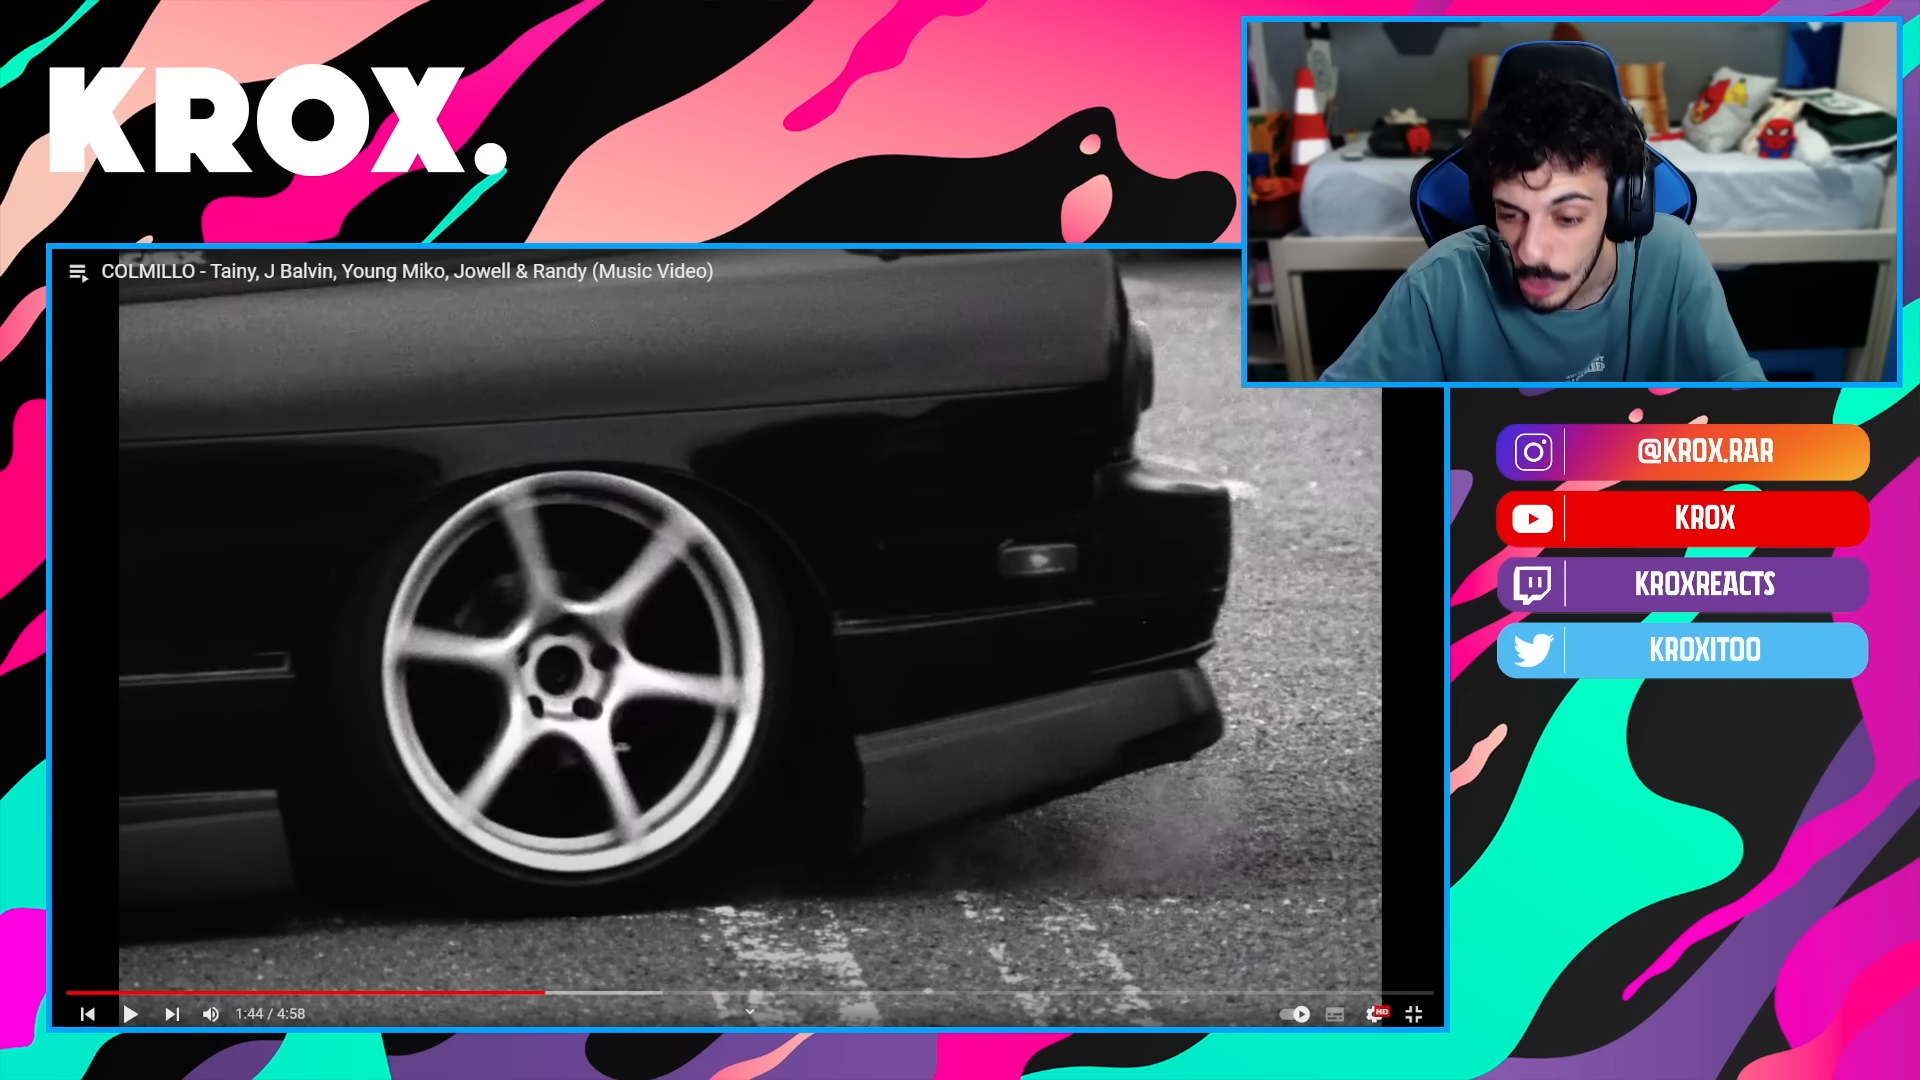 KROX.
COLMILLO - Tainy, J Balvin, Young Miko, Jowell & Randy (Music Video)
@KROX.RAR
KROX
KROXREACTS
KROXITOO
1:44 / 4:58
HD